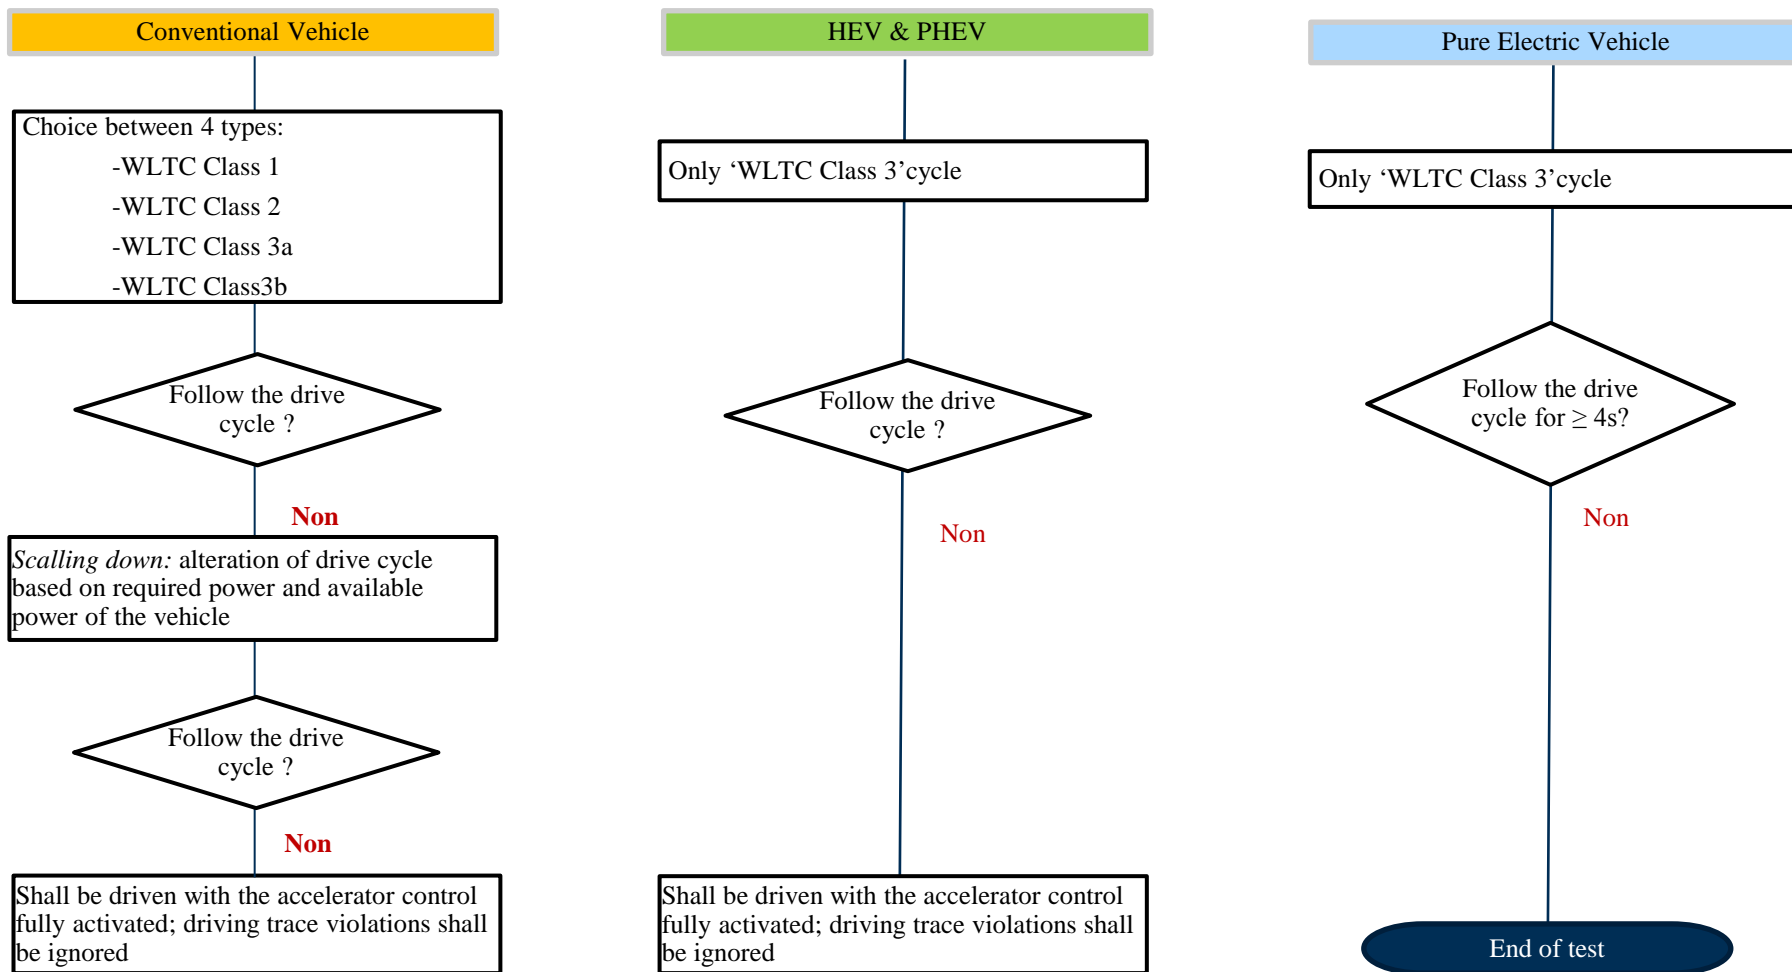 Conventional Vehicle
Choice between 4 types:
-WLTC Class 1
-WLTC Class 2
-WLTC Class 3a
-WLTC Class3b
Follow the drive
cycle ?
Non
Scalling down: alteration of drive cycle
based on required power and available
power of the vehicle
Follow the drive
cycle ?
Non
Shall be driven with the accelerator control
fully activated; driving trace violations shall
be ignored
HEV & PHEV
Only ‘WLTC Class 3’cycle
Follow the drive
cycle ?
Non
Shall be driven with the accelerator control
fully activated; driving trace violations shall
be ignored
Pure Electric Vehicle
Only ‘WLTC Class 3’cycle
Follow the drive
cycle for ≥ 4s?
Non
End of test